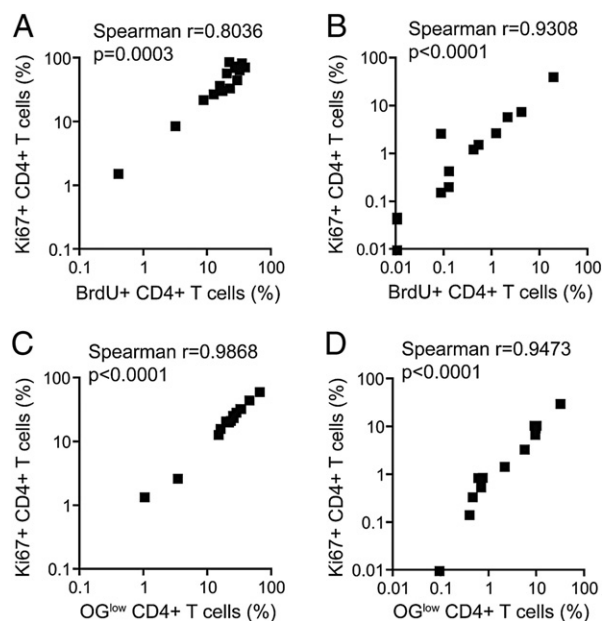 A
Spearman r=0.8036
p=0.0003
Ki67+ CD4+ T cells (%)
100
10
1
0.1
0.1 1 10 100
BrdU+ CD4+ T cells (%)
B
Spearman r=0.9308
p<0.0001
Ki67+ CD4+ T cells (%)
100
10
1
0.1
0.01
0.01 0.1 1 10 100
BrdU+ CD4+ T cells (%)
C
Spearman r=0.9868
p<0.0001
Ki67+ CD4+ T cells (%)
100
10
1
0.1
0.1 1 10 100
OGlow CD4+ T cells (%)
D
Spearman r=0.9473
p<0.0001
Ki67+ CD4+ T cells (%)
100
10
1
0.1
0.01
0.01 0.1 1 10 100
OGlow CD4+ T cells (%)